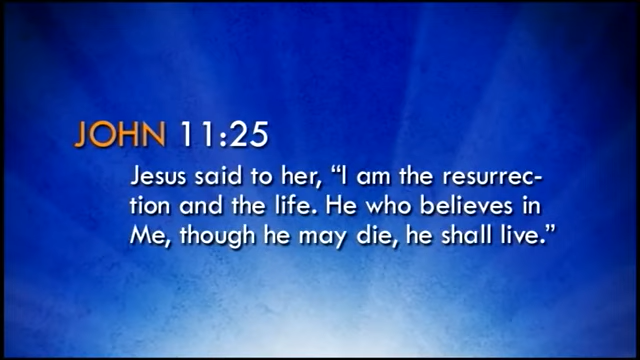 JOHN 11:25
Jesus said to her, “I am the resurrec-
tion and the life. He who believes in
Me, though he may die, he shall live.”